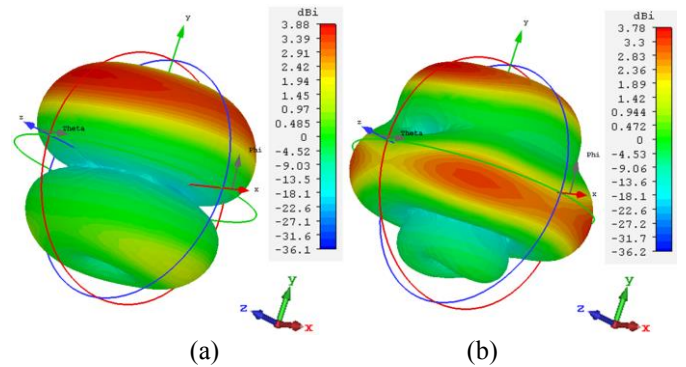 dBi
3.88
3.39
2.91
2.42
1.94
1.45
0.97
0.485
0
-4.52
-9.03
-13.5
-18.1
-22.6
-27.1
-31.6
-36.1
y
z
Theta
Phi
x
y
z
x
(a)
dBi
3.78
3.3
2.83
2.36
1.89
1.42
0.944
0.472
0
-4.53
-9.06
-13.6
-18.1
-22.6
-27.2
-31.7
-36.2
y
z
Theta
Phi
x
y
z
x
(b)